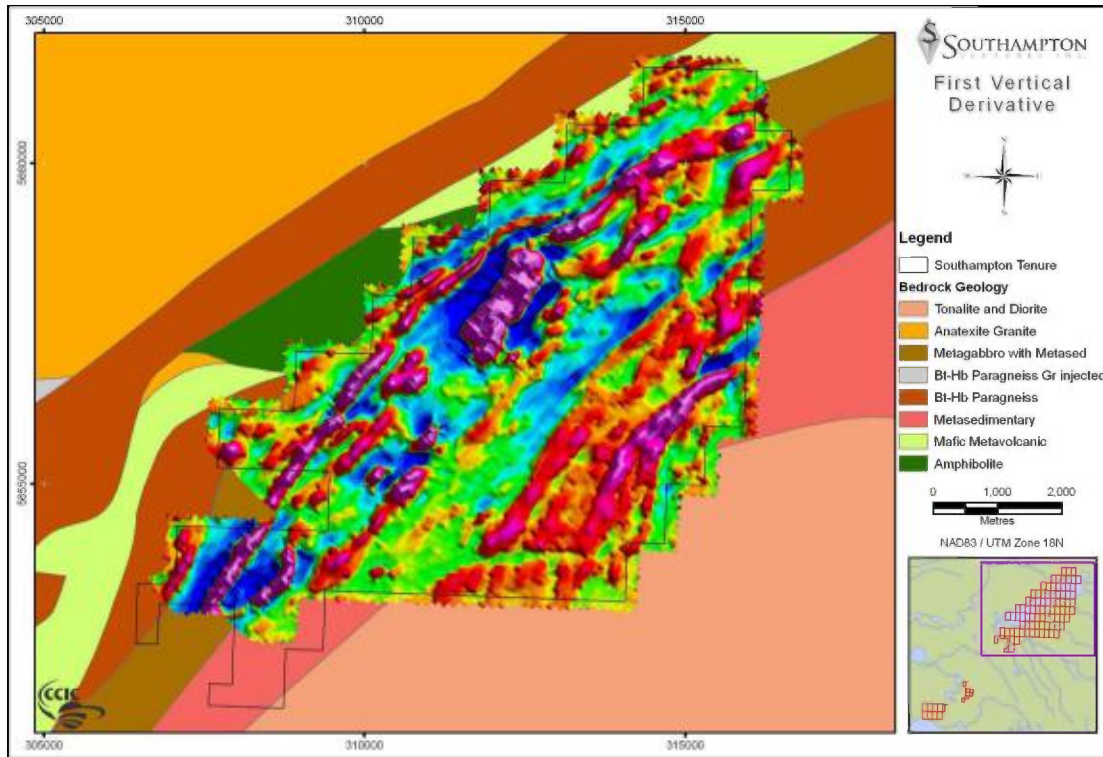 305000
310000
315000
SOUTHAMPTON
First Vertical
Derivative
Legend
Southampton Tenure
Bedrock Geology
Tonalite and Diorite
Anatexite Granite
Metagabbro with Metased
Bt-Hb Paragneiss Gr injected
Bt-Hb Paragneiss
Metasedimentary
Mafic Metavolcanic
Amphibolite
0 1,000 2,000
Metres
NAD83 / UTM Zone 18N
CCIC
305000
310000
315000